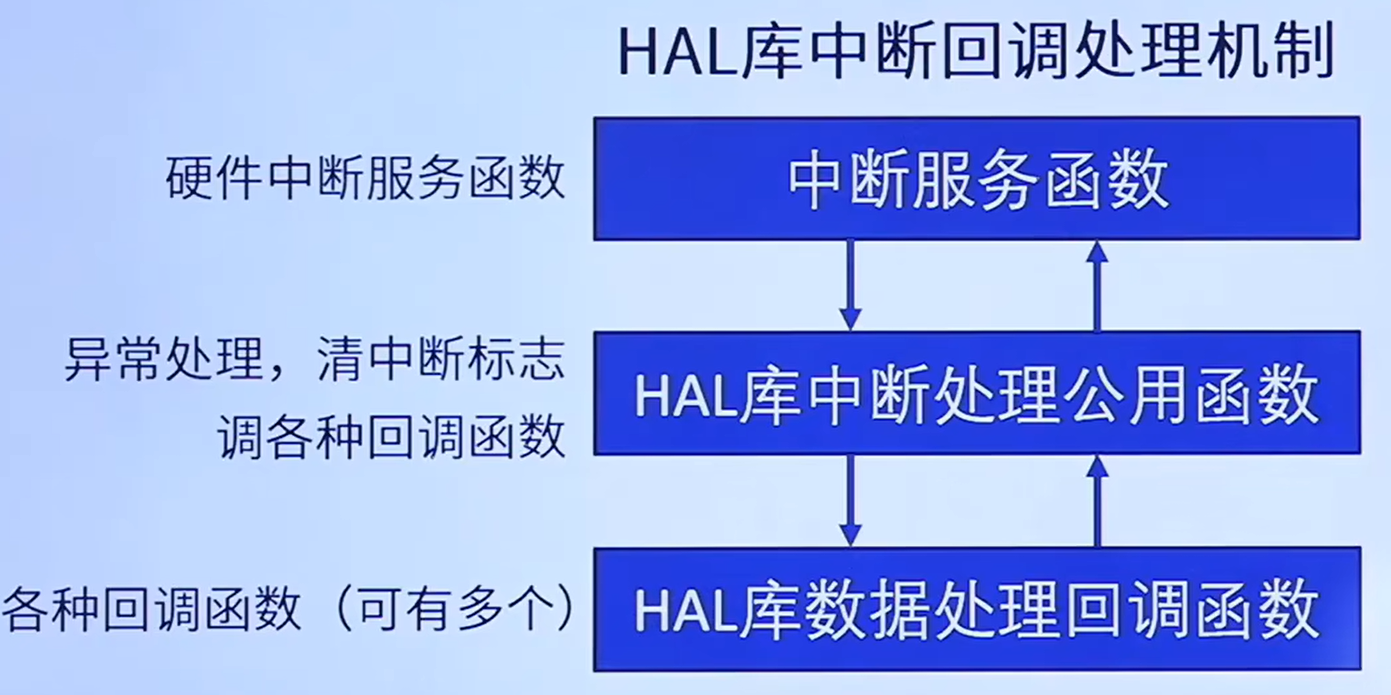 HAL库中断回调处理机制
硬件中断服务函数
中断服务函数
异常处理，清中断标志
调各种回调函数
HAL库中断处理公用函数
各种回调函数（可有多个）
HAL库数据处理回调函数